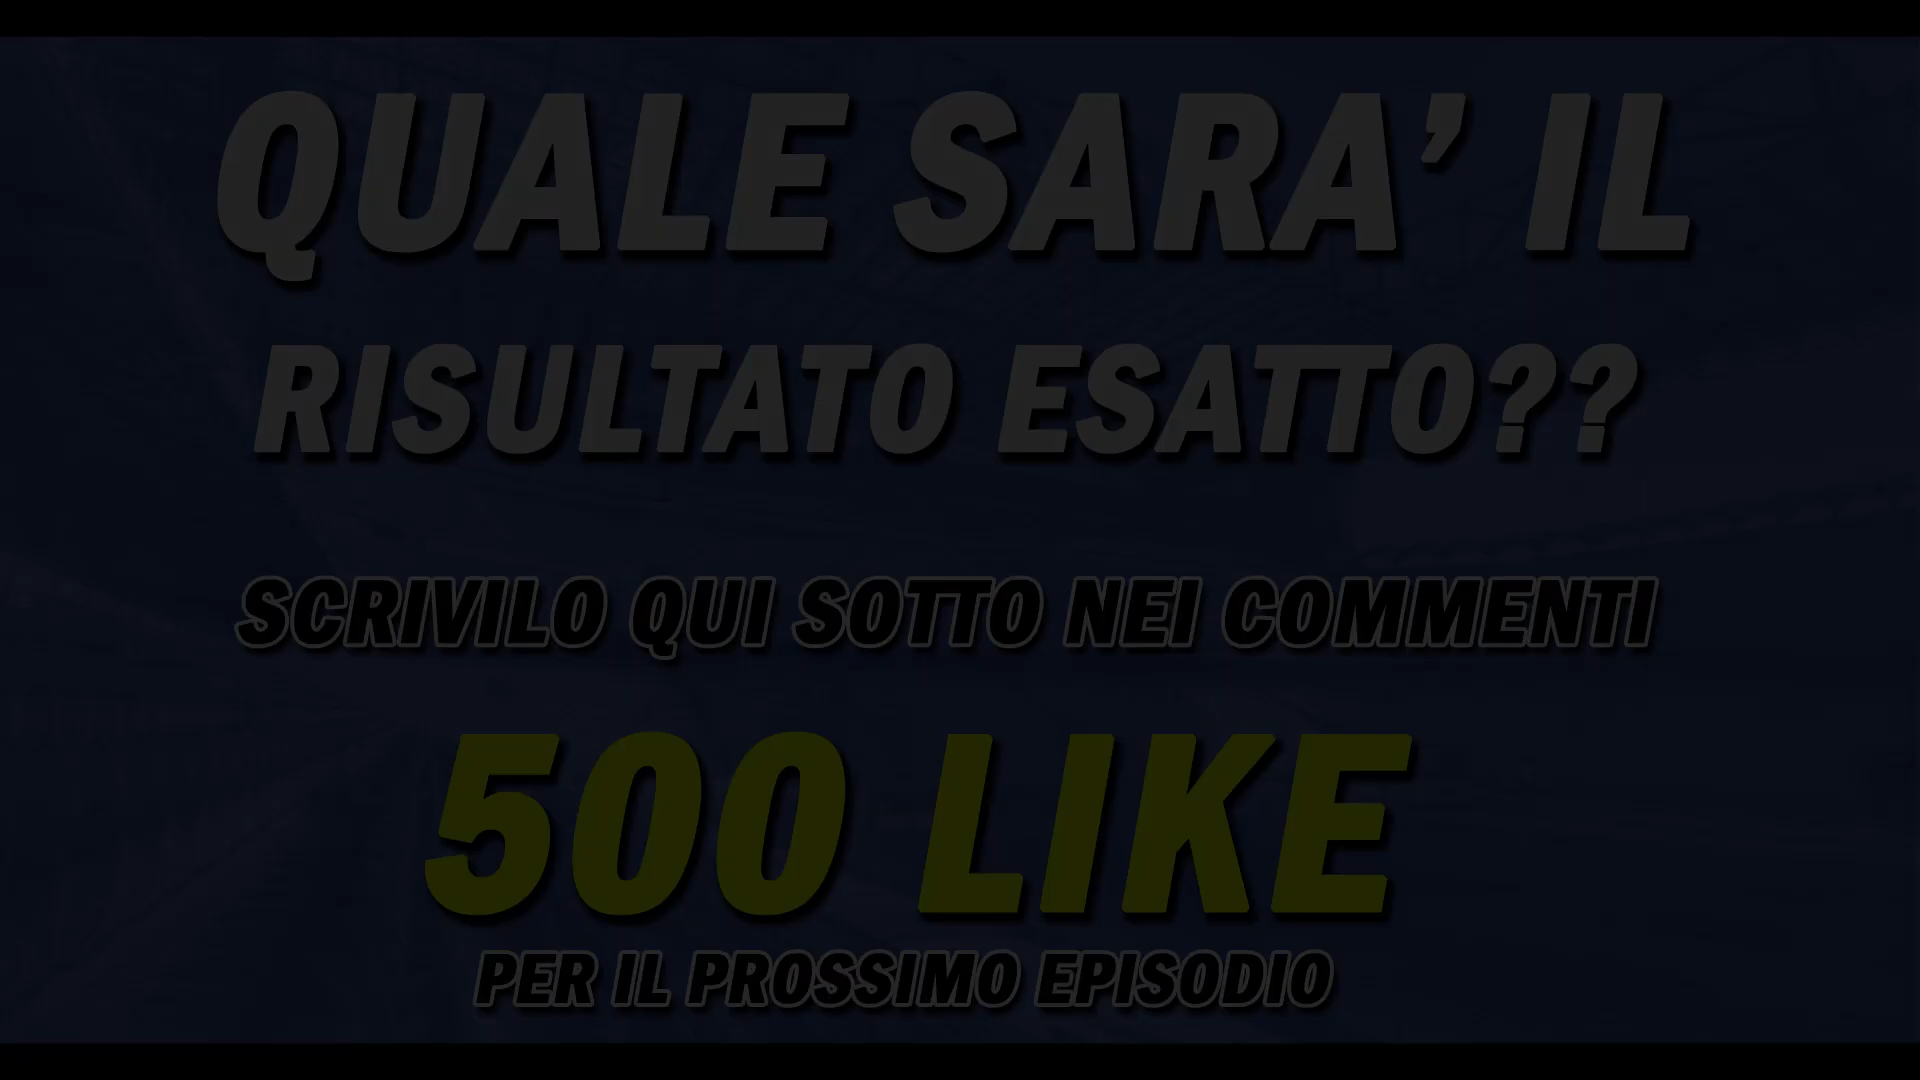 QUALE SARA’ IL
RISULTATO ESATTO??
SCRIVILO QUI SOTTO NEI COMMENTI
500 LIKE
PER IL PROSSIMO EPISODIO